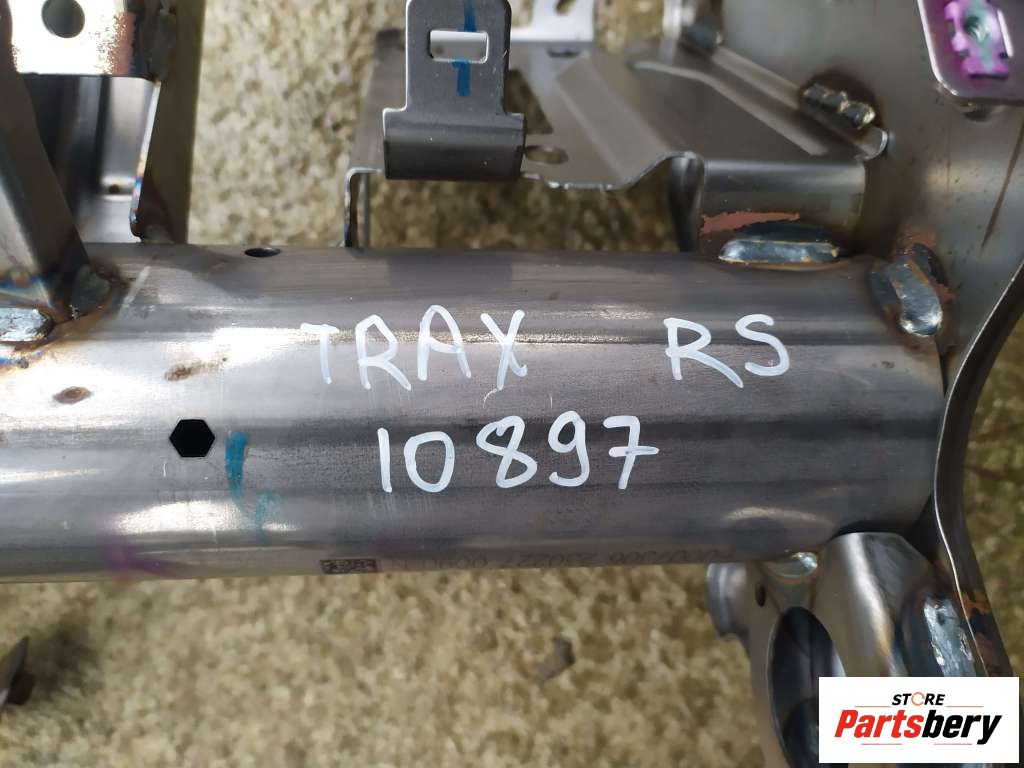 TRAX RS
10897
STORE
Partsbery